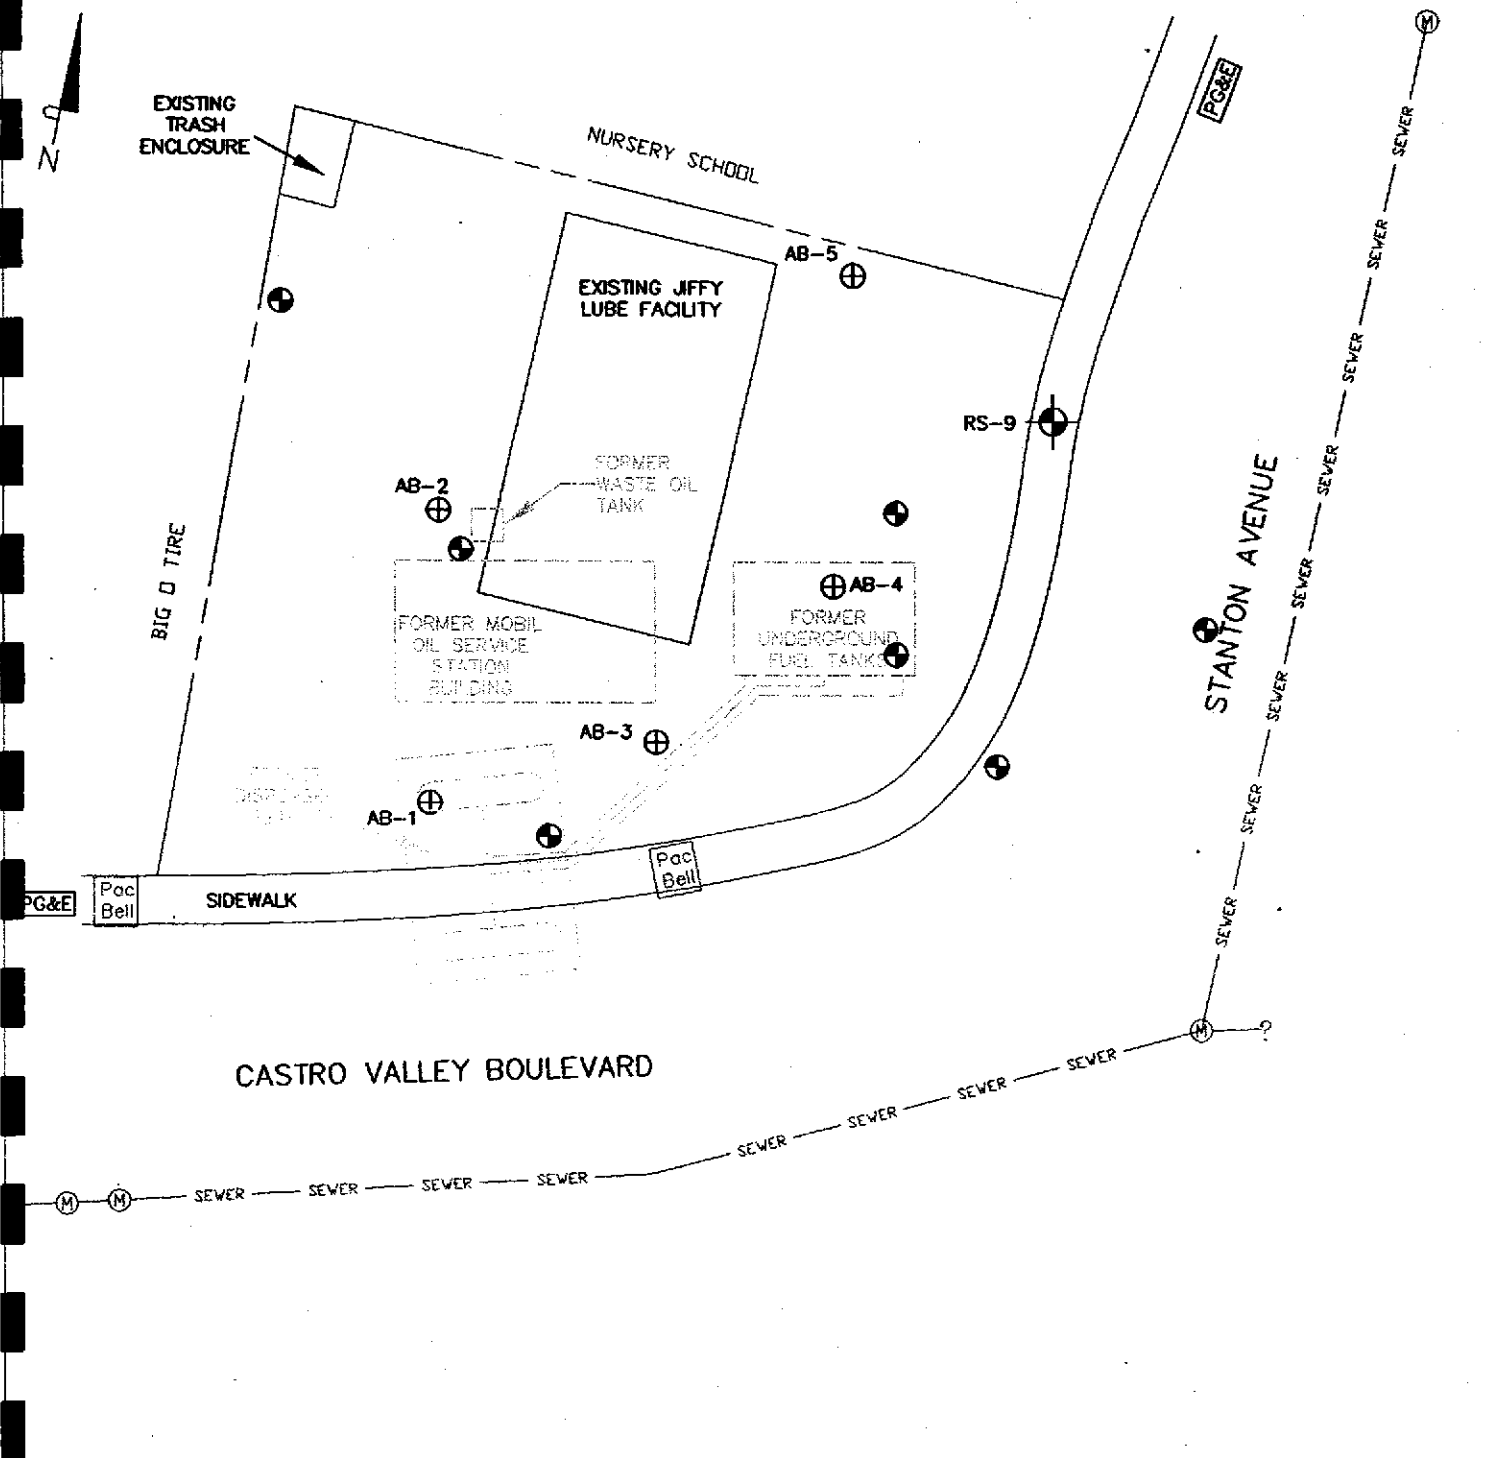 M
PG&E
SEWER
EXISTING
TRASH
ENCLOSURE
N
NURSERY SCHOOL
SEWER
AB-5
EXISTING JIFFY
LUBE FACILITY
SEWER
RS-9
FORMER
WASTE OIL
TANK
SEWER
AB-2
BIG O TIRE
STANTON AVENUE
SEWER
AB-4
FORMER MOBIL
OIL SERVICE
STATION
BUILDING
FORMER
UNDERGROUND
FUEL TANKS
SEWER
AB-3
AB-1
SEWER
Pac
Bell
PG&E
Pac
Bell
SIDEWALK
SEWER
M
?
CASTRO VALLEY BOULEVARD
SEWER
SEWER
SEWER
SEWER
SEWER
SEWER
SEWER
SEWER
M
M